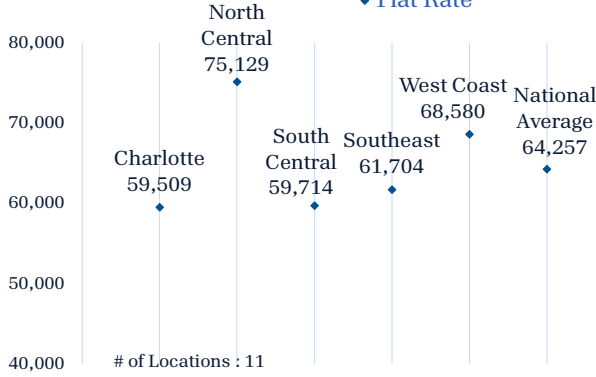 Flat Rate
80,000
70,000
60,000
50,000
40,000
Charlotte
59,509
North
Central
75,129
South
Central
59,714
Southeast
61,704
West Coast
68,580
National
Average
64,257
# of Locations : 11